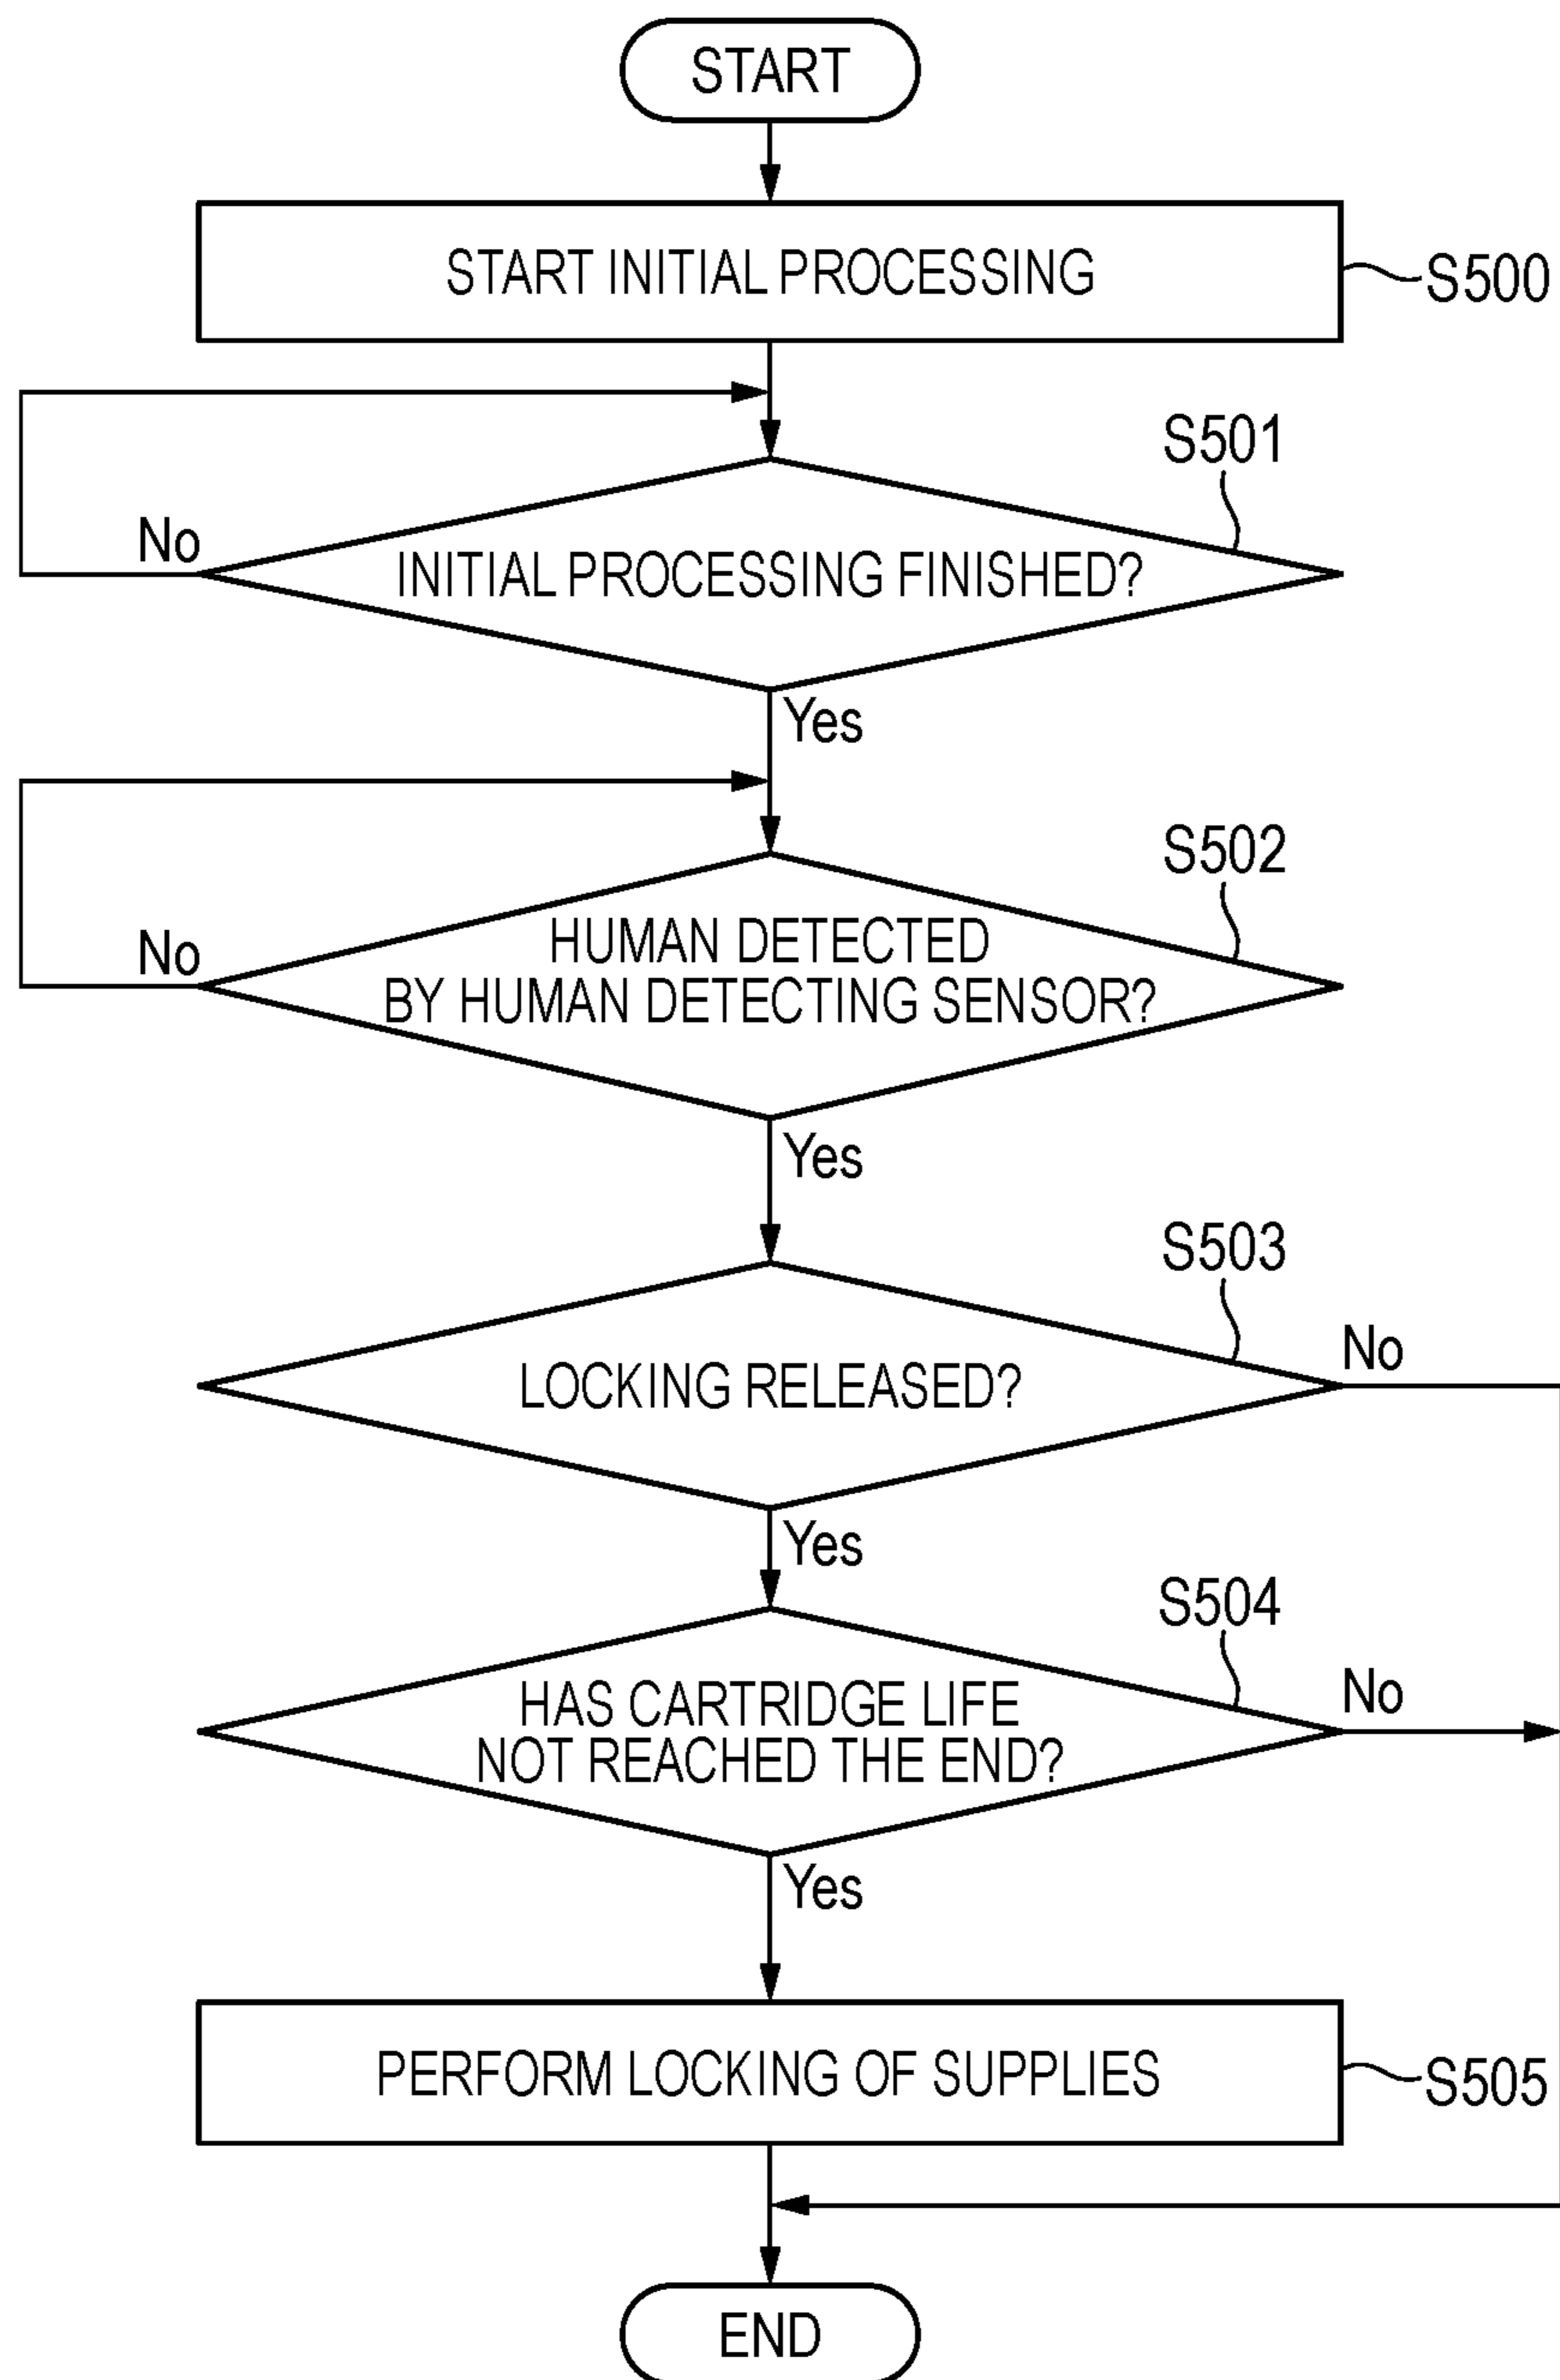 START
START INITIAL PROCESSING
S500
S501
No
INITIAL PROCESSING FINISHED?
Yes
S502
No
HUMAN DETECTED
BY HUMAN DETECTING SENSOR?
Yes
S503
No
LOCKING RELEASED?
Yes
S504
No
HAS CARTRIDGE LIFE
NOT REACHED THE END?
Yes
PERFORM LOCKING OF SUPPLIES
S505
END